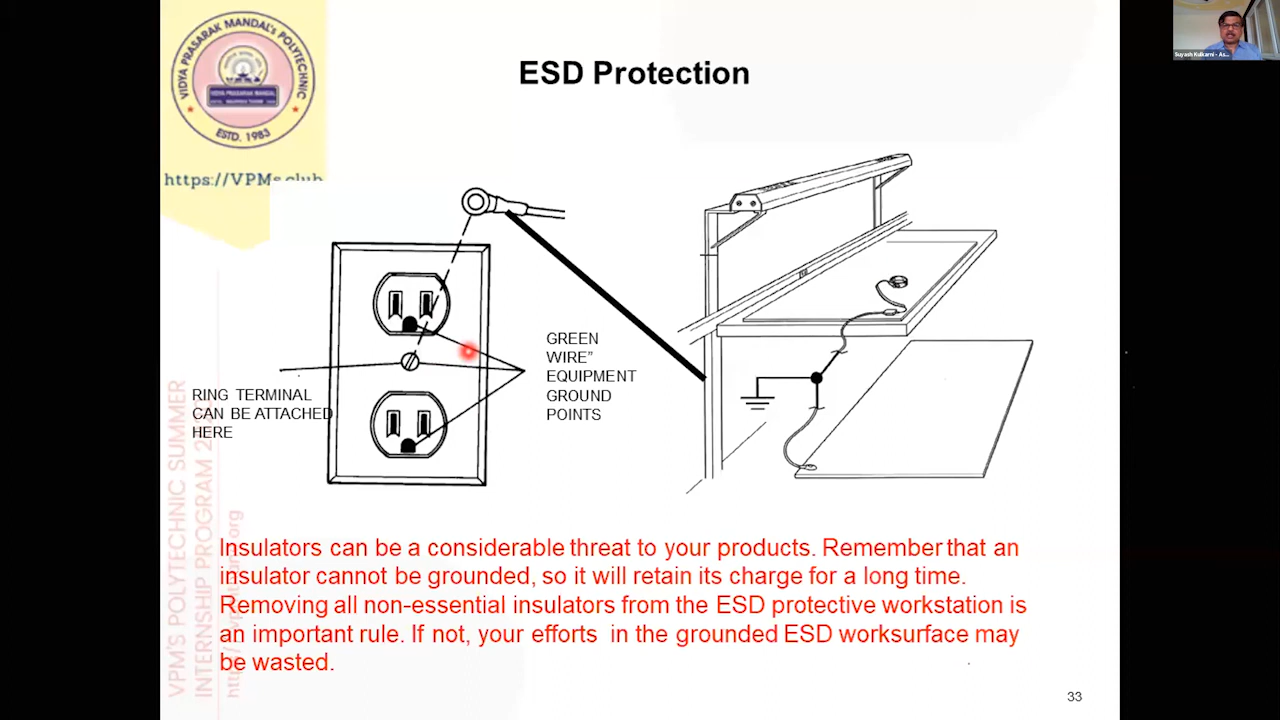 VIDYA PRASARAK MANDAL's POLYTECHNIC
ESTD. 1983
https://VPMs.club
ESD Protection
Suyash Kulkarni - As...
RING TERMINAL
CAN BE ATTACHED
HERE
GREEN
WIRE”
EQUIPMENT
GROUND
POINTS
VPM'S POLYTECHNIC SUMMER
INTERNSHIP PROGRAM
Insulators can be a considerable threat to your products. Remember that an
insulator cannot be grounded, so it will retain its charge for a long time.
Removing all non-essential insulators from the ESD protective workstation is
an important rule. If not, your efforts in the grounded ESD worksurface may
be wasted.
33